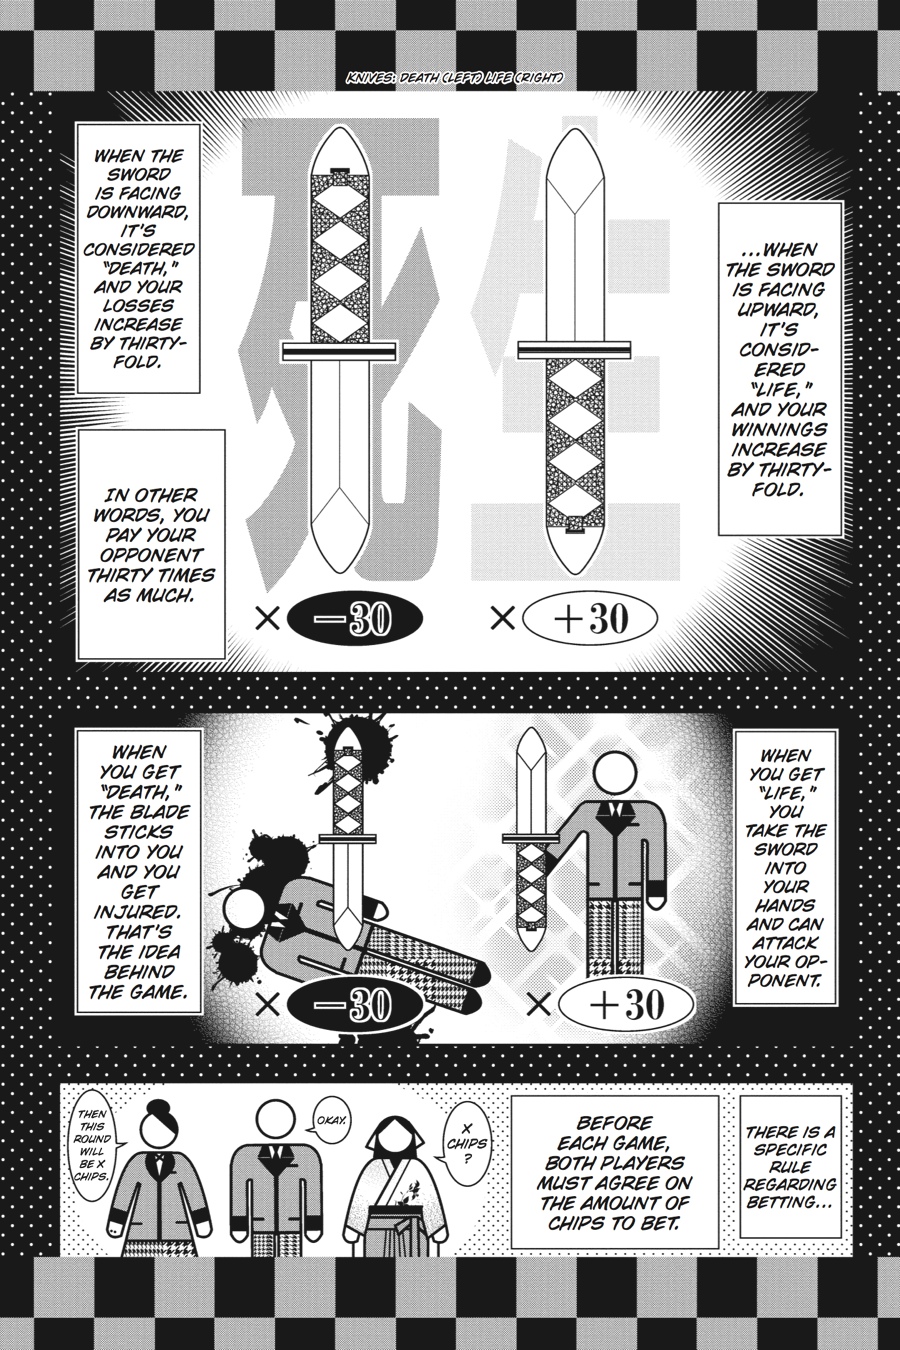 KNIVES: DEATH (LEFT) LIFE (RIGHT)
...WHEN
THE SWORD
IS FACING
UPWARD,
IT'S
CONSID-
ERED
"LIFE,"
AND YOUR
WINNINGS
INCREASE
BY THIRTY-
FOLD.
生
×+30
WHEN THE
SWORD
IS FACING
DOWNWARD,
IT'S
CONSIDERED
"DEATH,"
AND YOUR
LOSSES
INCREASE
BY THIRTY-
FOLD.
死
×−30
IN OTHER
WORDS, YOU
PAY YOUR
OPPONENT
THIRTY TIMES
AS MUCH.
WHEN
YOU GET
"LIFE,"
YOU
TAKE THE
SWORD
INTO
YOUR
HANDS
AND CAN
ATTACK
YOUR OP-
PONENT.
×+30
×−30
WHEN
YOU GET
"DEATH,"
THE BLADE
STICKS
INTO YOU
AND YOU
GET
INJURED.
THAT'S
THE IDEA
BEHIND
THE GAME.
THERE IS A
SPECIFIC
RULE
REGARDING
BETTING...
BEFORE
EACH GAME,
BOTH PLAYERS
MUST AGREE ON
THE AMOUNT OF
CHIPS TO BET.
X
CHIPS
?
OKAY.
THEN
THIS
ROUND
WILL
BE X
CHIPS.